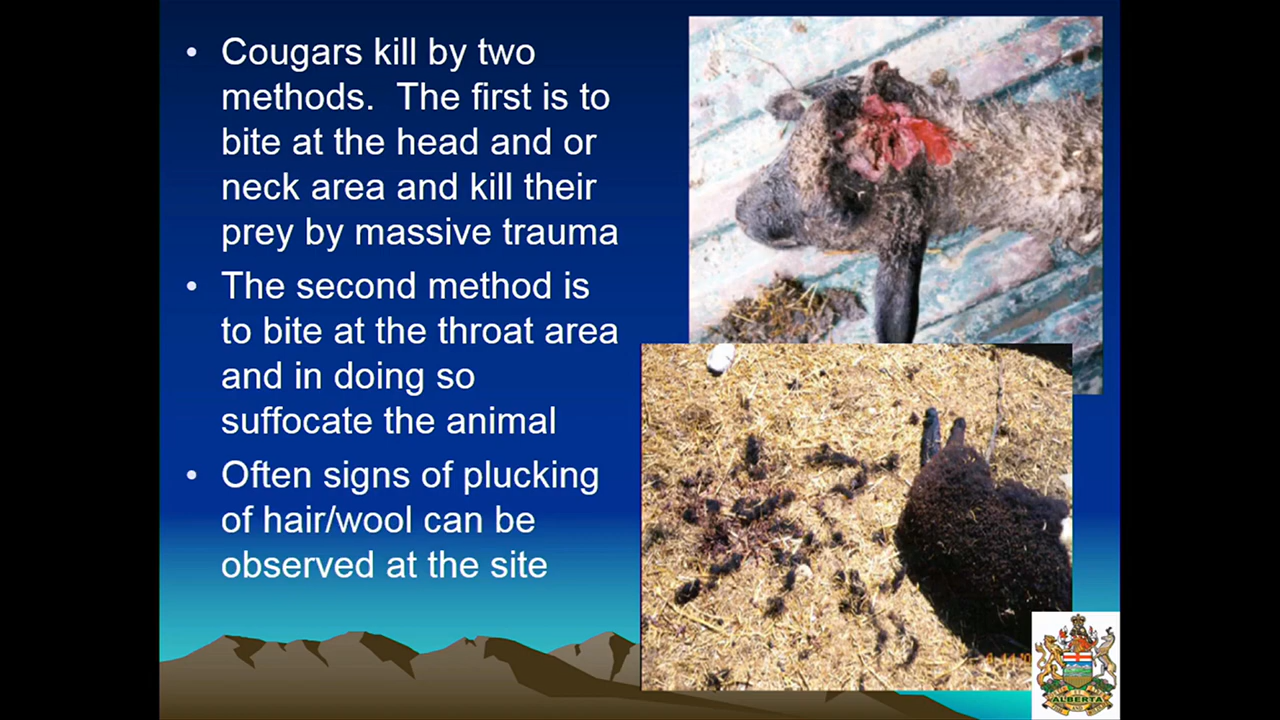 • Cougars kill by two
methods. The first is to
bite at the head and or
neck area and kill their
prey by massive trauma
• The second method is
to bite at the throat area
and in doing so
suffocate the animal
• Often signs of plucking
of hair/wool can be
observed at the site
ALBERTA